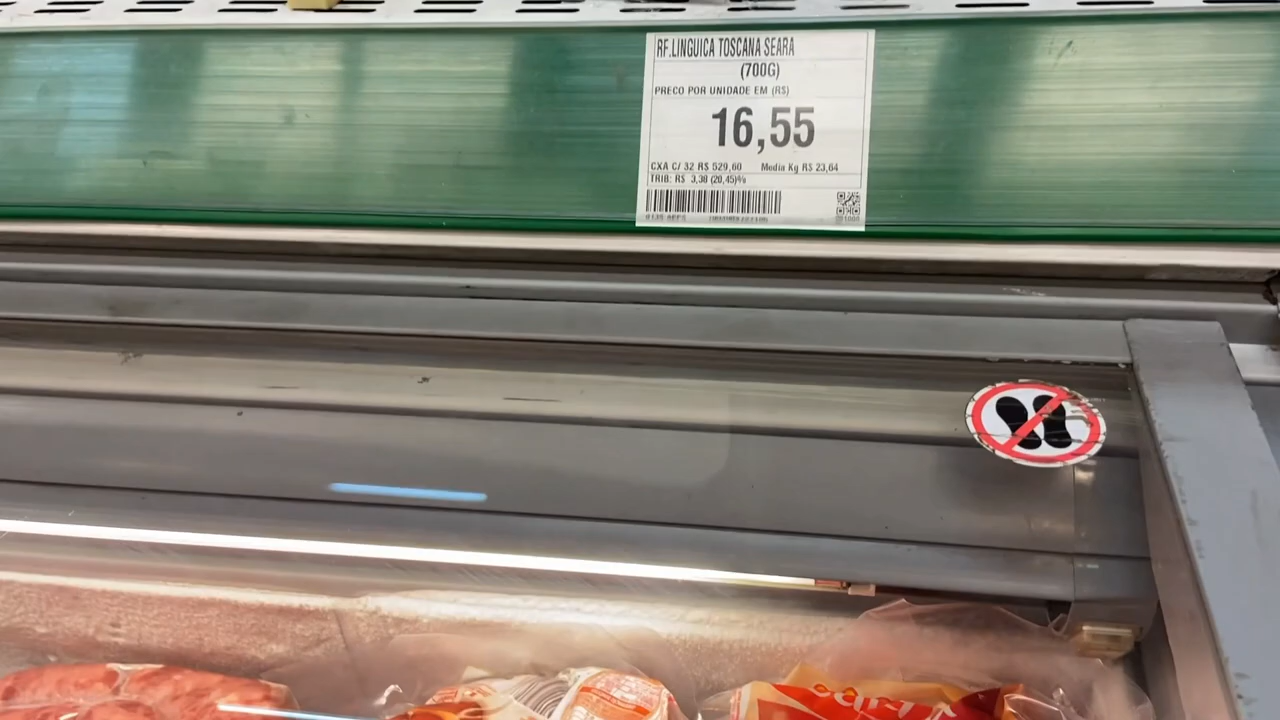 RF.LINGUICA TOSCANA SEARA
(700G)
PRECO POR UNIDADE EM (R$)
16,55
CXA C/ 32 R$ 529,60 Media Kg R$ 23,64
TRIB: R$ 3,38 (20,45)%